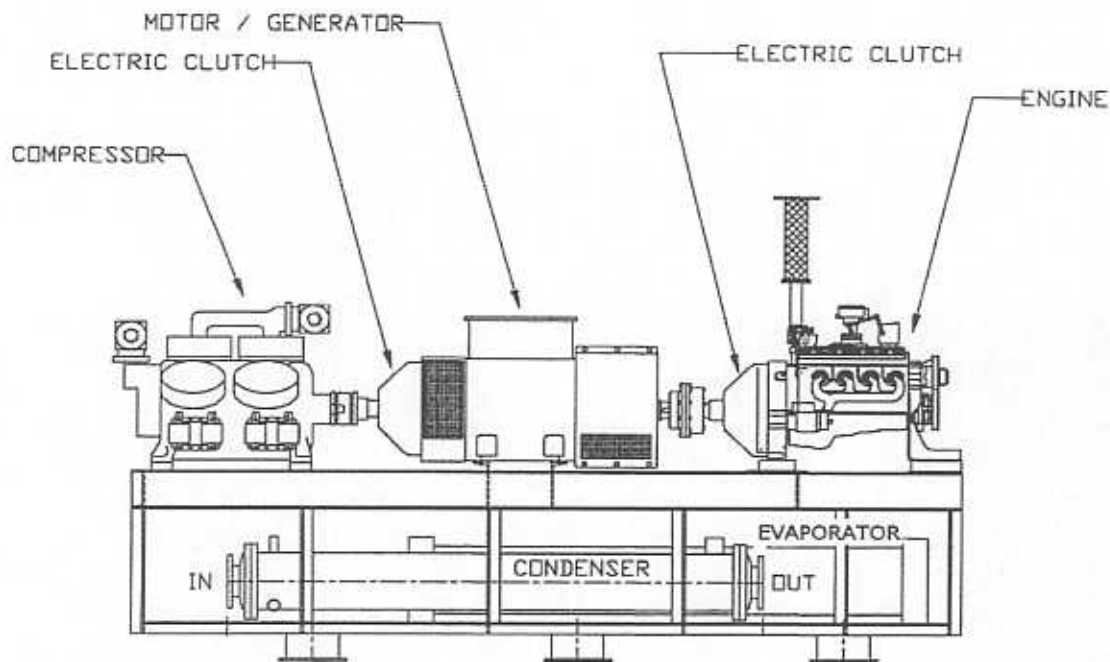 MOTOR / GENERATOR
ELECTRIC CLUTCH
ELECTRIC CLUTCH
ENGINE
COMPRESSOR
EVAPORATOR
IN
CONDENSER
OUT